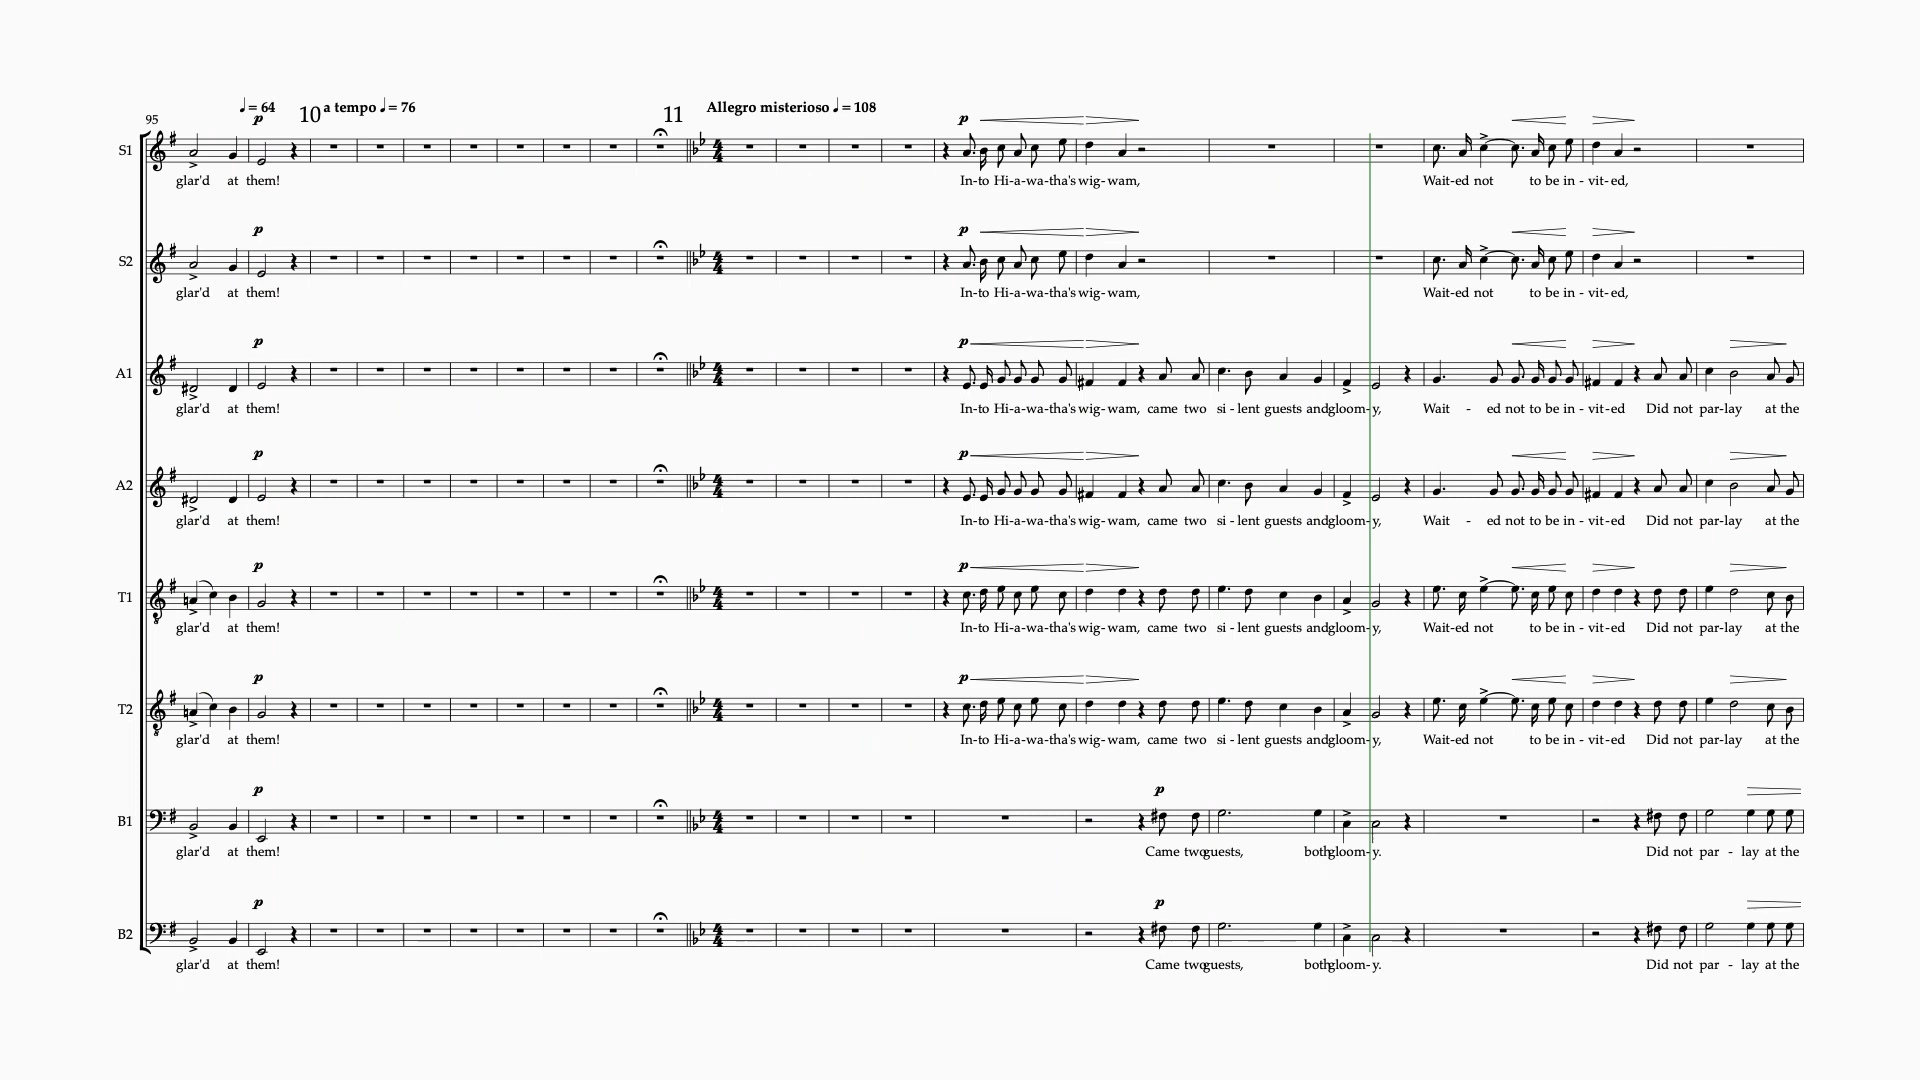 ♩= 64
10 a tempo ♩= 76
11 Allegro misterioso ♩= 108
95
p p
S1
glar'd at them! In-to Hi-a-wa-tha's wig-wam, Wait-ed not to be in - vit-ed,
p p
S2
glar'd at them! In-to Hi-a-wa-tha's wig-wam, Wait-ed not to be in - vit-ed,
p p
A1
glar'd at them! In-to Hi-a-wa-tha's wig-wam, came two si - lent guests and gloom-y, Wait - ed not to be in - vit-ed Did not par-lay at the
p p
A2
glar'd at them! In-to Hi-a-wa-tha's wig-wam, came two si - lent guests and gloom-y, Wait - ed not to be in - vit-ed Did not par-lay at the
p p
T1
glar'd at them! In-to Hi-a-wa-tha's wig-wam, came two si - lent guests and gloom-y, Wait-ed not to be in - vit-ed Did not par-lay at the
p p
T2
glar'd at them! In-to Hi-a-wa-tha's wig-wam, came two si - lent guests and gloom-y, Wait-ed not to be in - vit-ed Did not par-lay at the
p p
B1
glar'd at them! Came two guests, both gloom-y. Did not par - lay at the
p p
B2
glar'd at them! Came two guests, both gloom-y. Did not par - lay at the